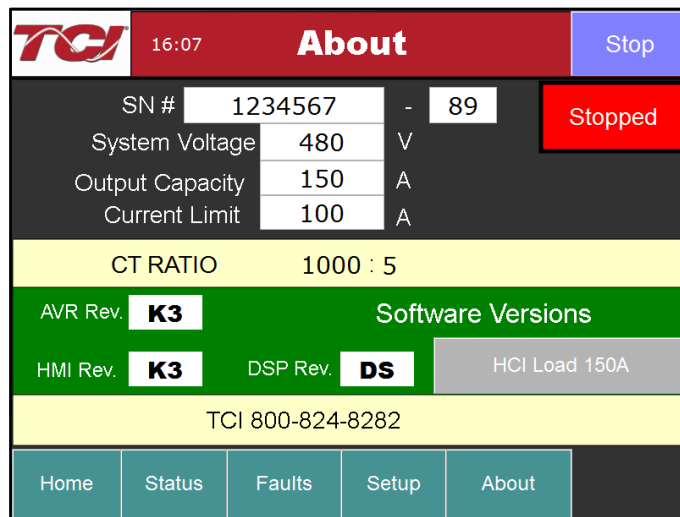 TCI 16:07 About Stop
SN # 1234567 - 89 Stopped
System Voltage 480 V
Output Capacity 150 A
Current Limit 100 A
CT RATIO 1000 : 5
AVR Rev. K3 Software Versions
HMI Rev. K3 DSP Rev. DS HCI Load 150A
TCI 800-824-8282
Home Status Faults Setup About